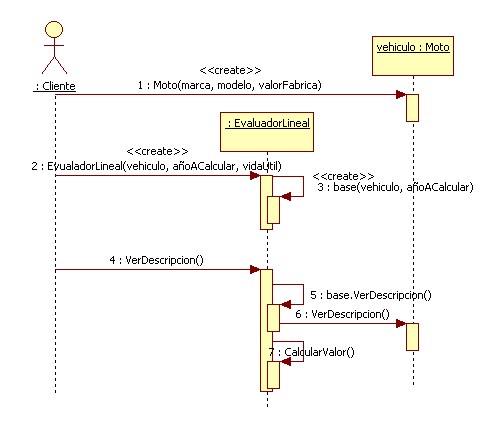 vehiculo : Moto
<<create>>
: Cliente
1 : Moto(marca, modelo, valorFabrica)
: EvaluadorLineal
<<create>>
2 : EvualadorLineal(vehiculo, añoACalcular, vidaUtil)
<<create>>
3 : base(vehiculo, añoACalcular)
4 : VerDescripcion()
5 : base.VerDescripcion()
6 : VerDescripcion()
7 : CalcularValor()